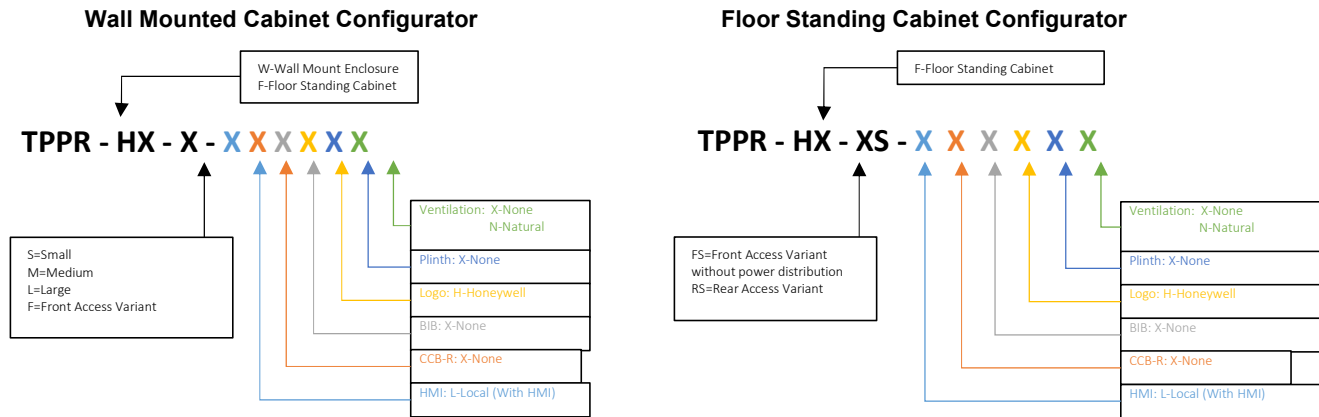 Wall Mounted Cabinet Configurator
W-Wall Mount Enclosure
F-Floor Standing Cabinet
TPPR - HX - X - X X X X X X
S=Small
M=Medium
L=Large
F=Front Access Variant
Ventilation: X-None
N-Natural
Plinth: X-None
Logo: H-Honeywell
BIB: X-None
CCB-R: X-None
HMI: L-Local (With HMI)
Floor Standing Cabinet Configurator
F-Floor Standing Cabinet
TPPR - HX - XS - X X X X X X
FS=Front Access Variant
without power distribution
RS=Rear Access Variant
Ventilation: X-None
N-Natural
Plinth: X-None
Logo: H-Honeywell
BIB: X-None
CCB-R: X-None
HMI: L-Local (With HMI)